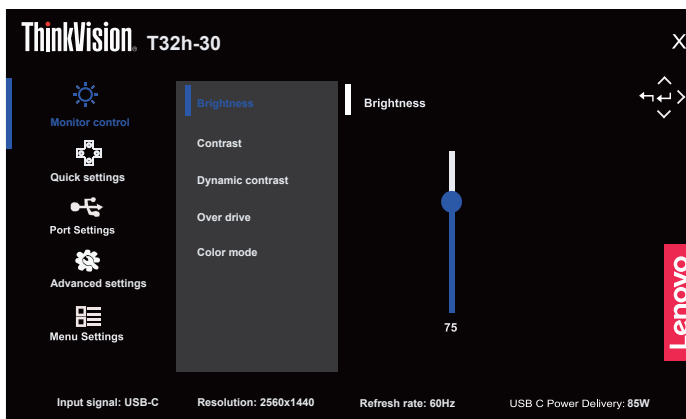 ThinkVision® T32h-30
X
Monitor control
Quick settings
Port Settings
Advanced settings
Menu Settings
Brightness
Contrast
Dynamic contrast
Over drive
Color mode
Brightness
75
Lenovo
Input signal: USB-C Resolution: 2560x1440 Refresh rate: 60Hz USB C Power Delivery: 85W